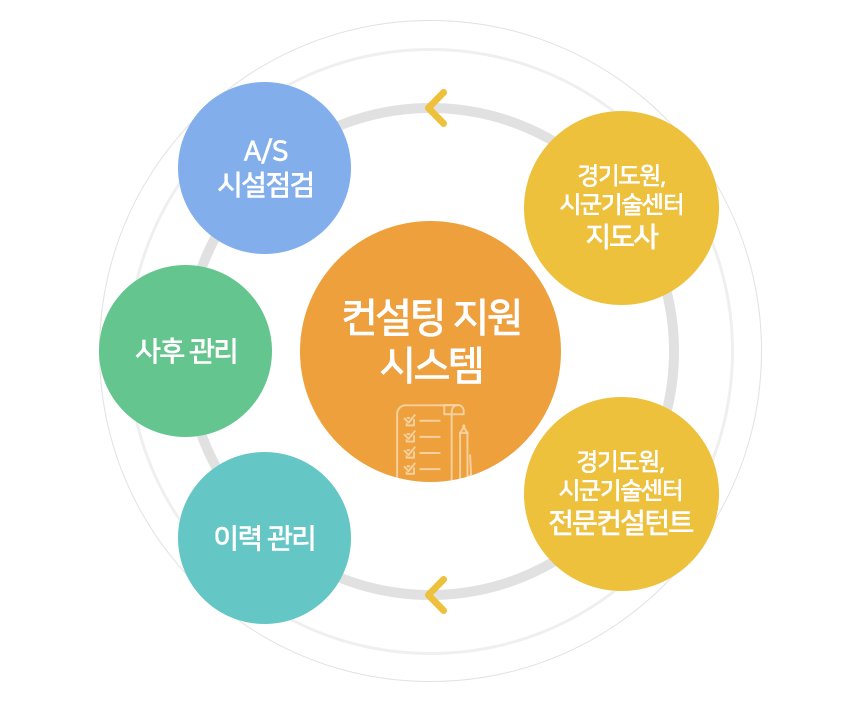 A/S
시설점검
경기도원,
시군기술센터
지도사
컨설팅 지원
시스템
사후 관리
경기도원,
시군기술센터
전문컨설턴트
이력 관리